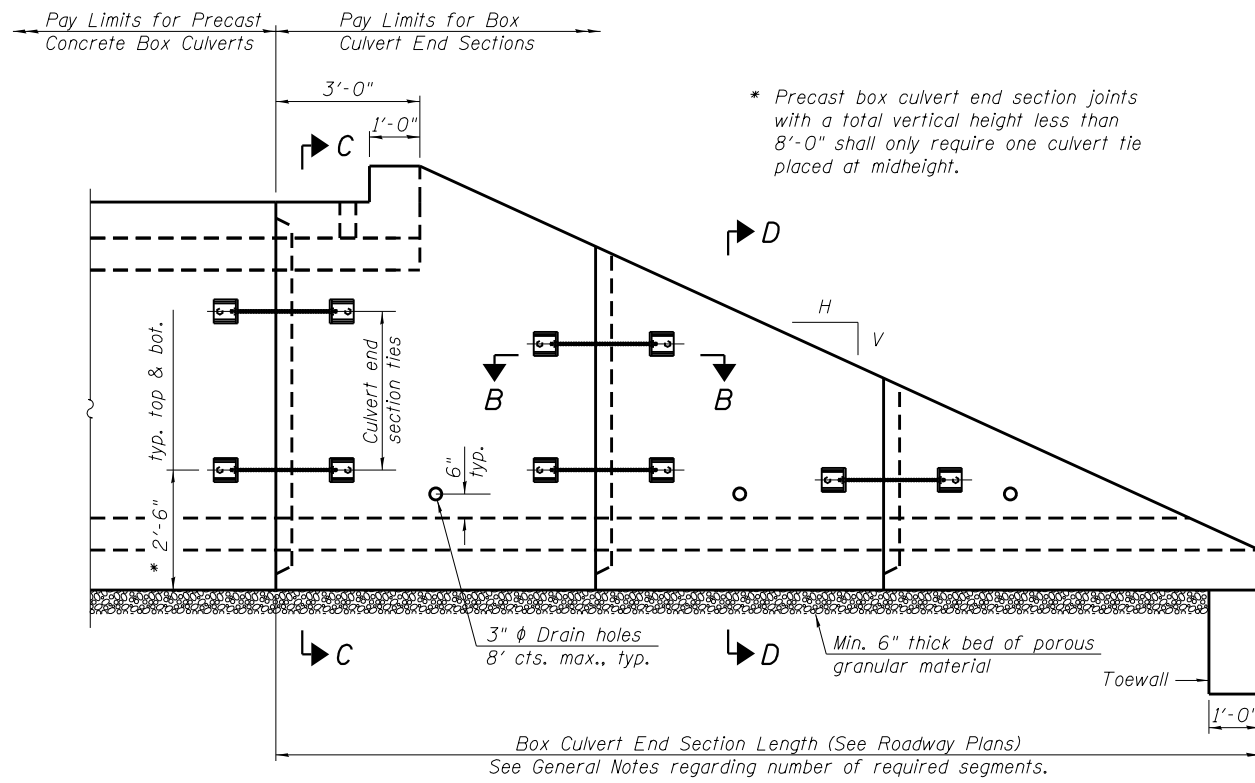 Pay Limits for Precast
Concrete Box Culverts
Pay Limits for Box
Culvert End Sections
3'-0"
1'-0"
* Precast box culvert end section joints
with a total vertical height less than
8'-0" shall only require one culvert tie
placed at midheight.
C
D
H
V
typ. top & bot.
Culvert end
section ties
B
B
6"
typ.
* 2'-6"
3" ϕ Drain holes
8' cts. max., typ.
C
D
Min. 6" thick bed of porous
granular material
Toewall
1'-0"
Box Culvert End Section Length (See Roadway Plans)
See General Notes regarding number of required segments.